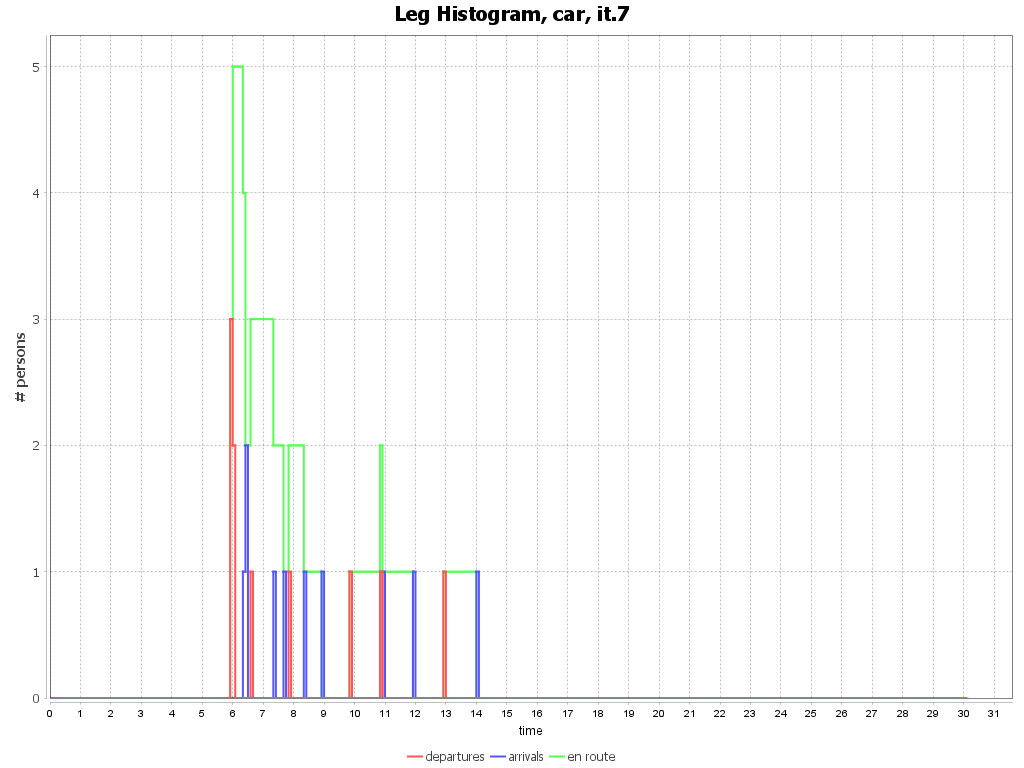 Leg Histogram, car, it.7
# persons
5
4
3
2
1
0
0 1 2 3 4 5 6 7 8 9 10 11 12 13 14 15 16 17 18 19 20 21 22 23 24 25 26 27 28 29 30 31
time
departures arrivals en route